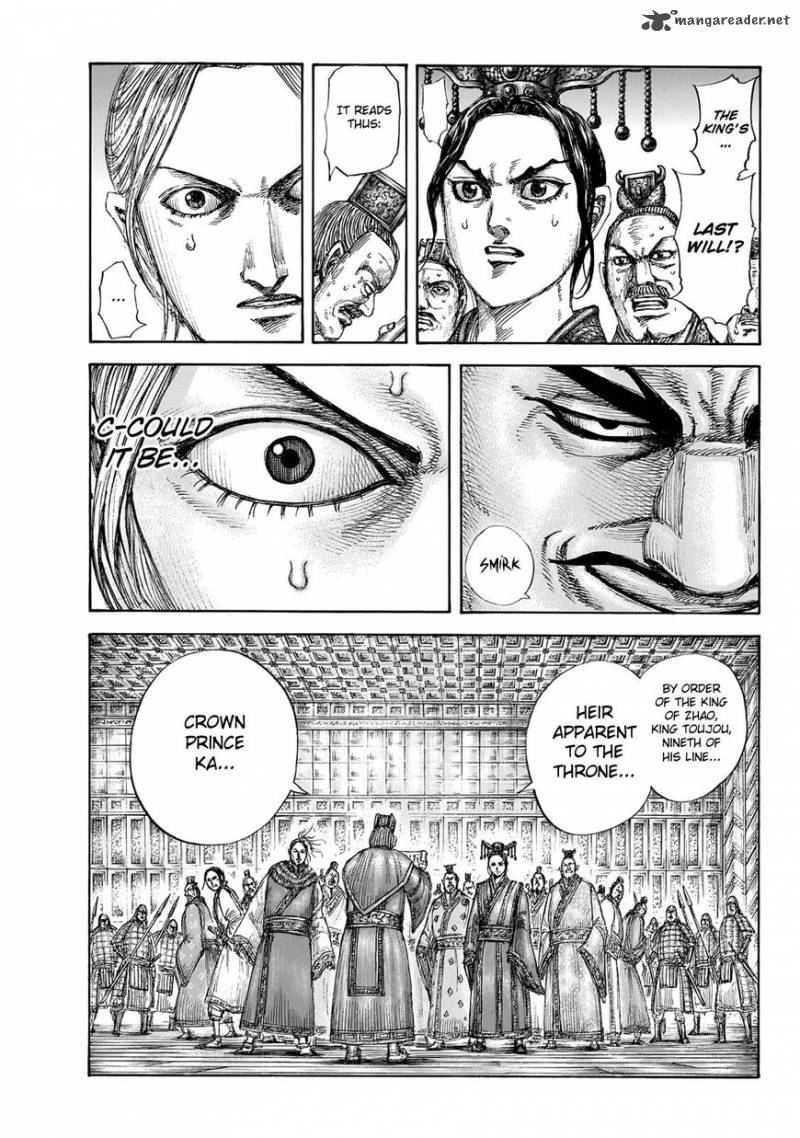 mangareader.net
THE
KING'S
...
LAST
WILL!?
IT READS
THUS:
...
SMIRK
C-COULD
IT BE...
BY ORDER
OF THE KING
OF ZHAO,
KING TOUJOU,
NINETH OF
HIS LINE...
HEIR
APPARENT
TO THE
THRONE...
CROWN
PRINCE
KA...